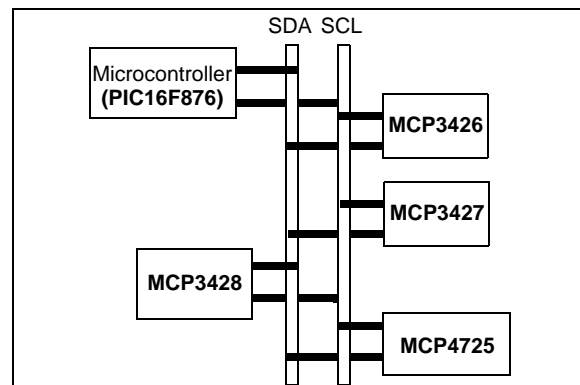 SDA SCL
Microcontroller
(PIC16F876)
MCP3426
MCP3427
MCP3428
MCP4725